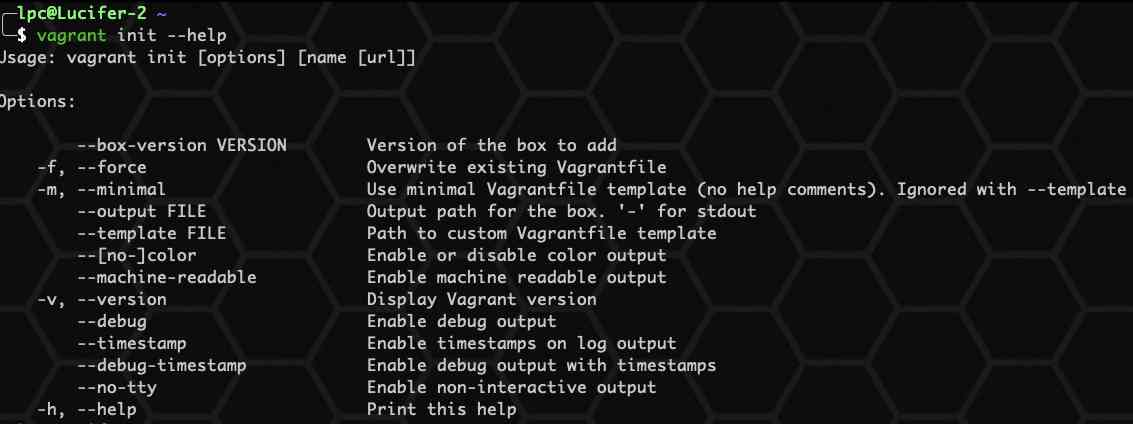 lpc@Lucifer-2 ~
$ vagrant init --help
Usage: vagrant init [options] [name [url]]
Options:
--box-version VERSION Version of the box to add
-f, --force Overwrite existing Vagrantfile
-m, --minimal Use minimal Vagrantfile template (no help comments). Ignored with --template
--output FILE Output path for the box. '-' for stdout
--template FILE Path to custom Vagrantfile template
--[no-]color Enable or disable color output
--machine-readable Enable machine readable output
-v, --version Display Vagrant version
--debug Enable debug output
--timestamp Enable timestamps on log output
--debug-timestamp Enable debug output with timestamps
--no-tty Enable non-interactive output
-h, --help Print this help